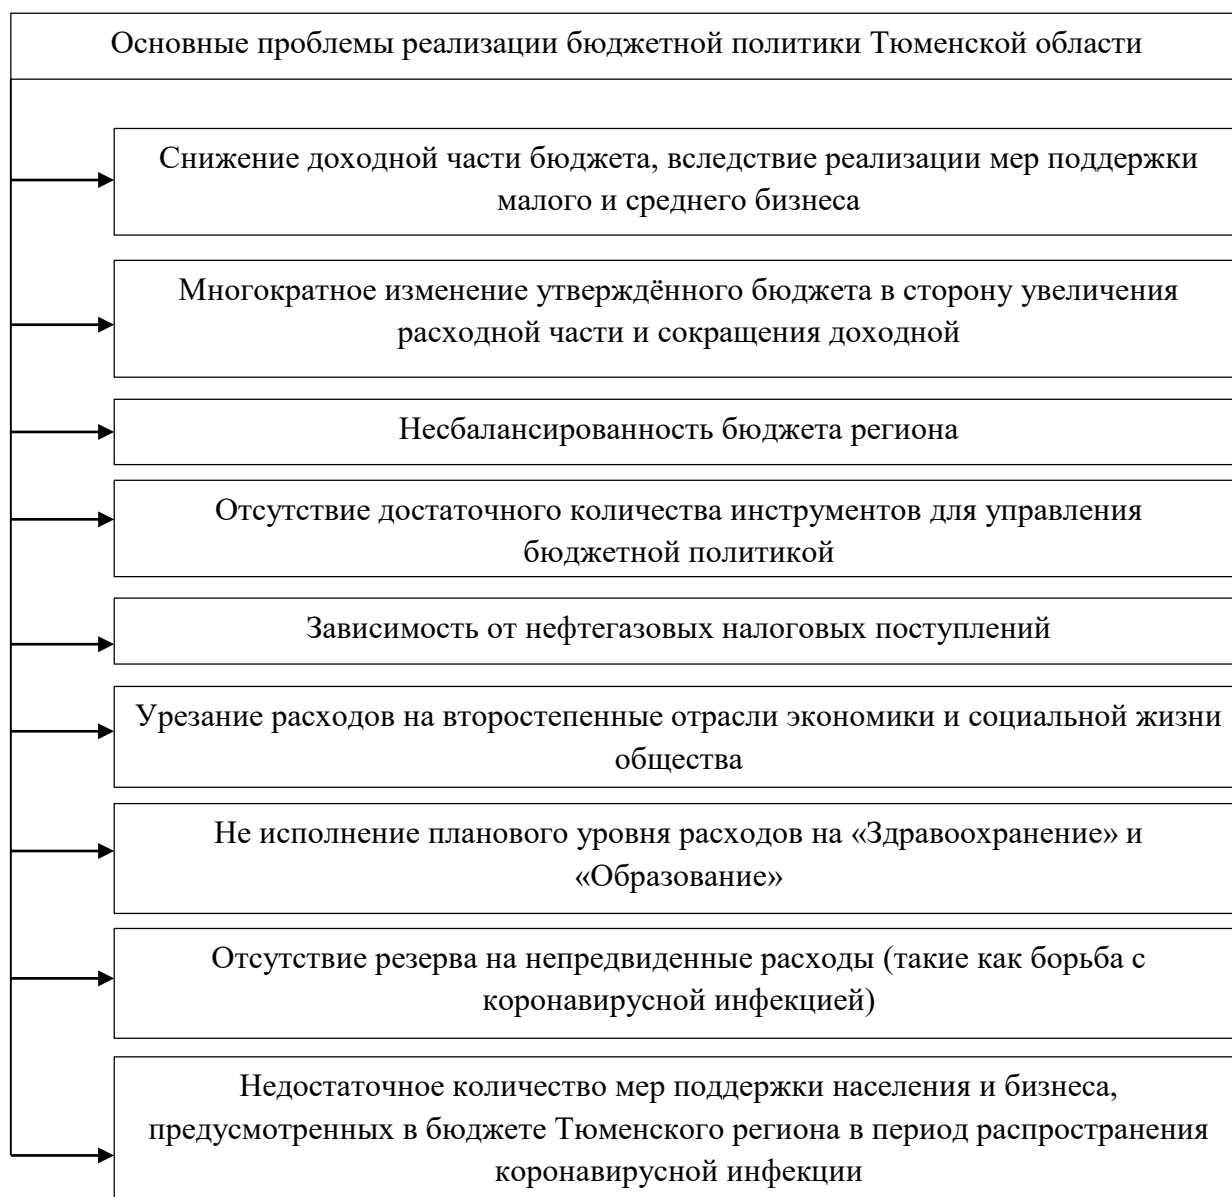 Основные проблемы реализации бюджетной политики Тюменской области
Снижение доходной части бюджета, вследствие реализации мер поддержки
малого и среднего бизнеса
Многократное изменение утверждённого бюджета в сторону увеличения
расходной части и сокращения доходной
Несбалансированность бюджета региона
Отсутствие достаточного количества инструментов для управления
бюджетной политикой
Зависимость от нефтегазовых налоговых поступлений
Урезание расходов на второстепенные отрасли экономики и социальной жизни
общества
Не исполнение планового уровня расходов на «Здравоохранение» и
«Образование»
Отсутствие резерва на непредвиденные расходы (такие как борьба с
коронавирусной инфекцией)
Недостаточное количество мер поддержки населения и бизнеса,
предусмотренных в бюджете Тюменского региона в период распространения
коронавирусной инфекции